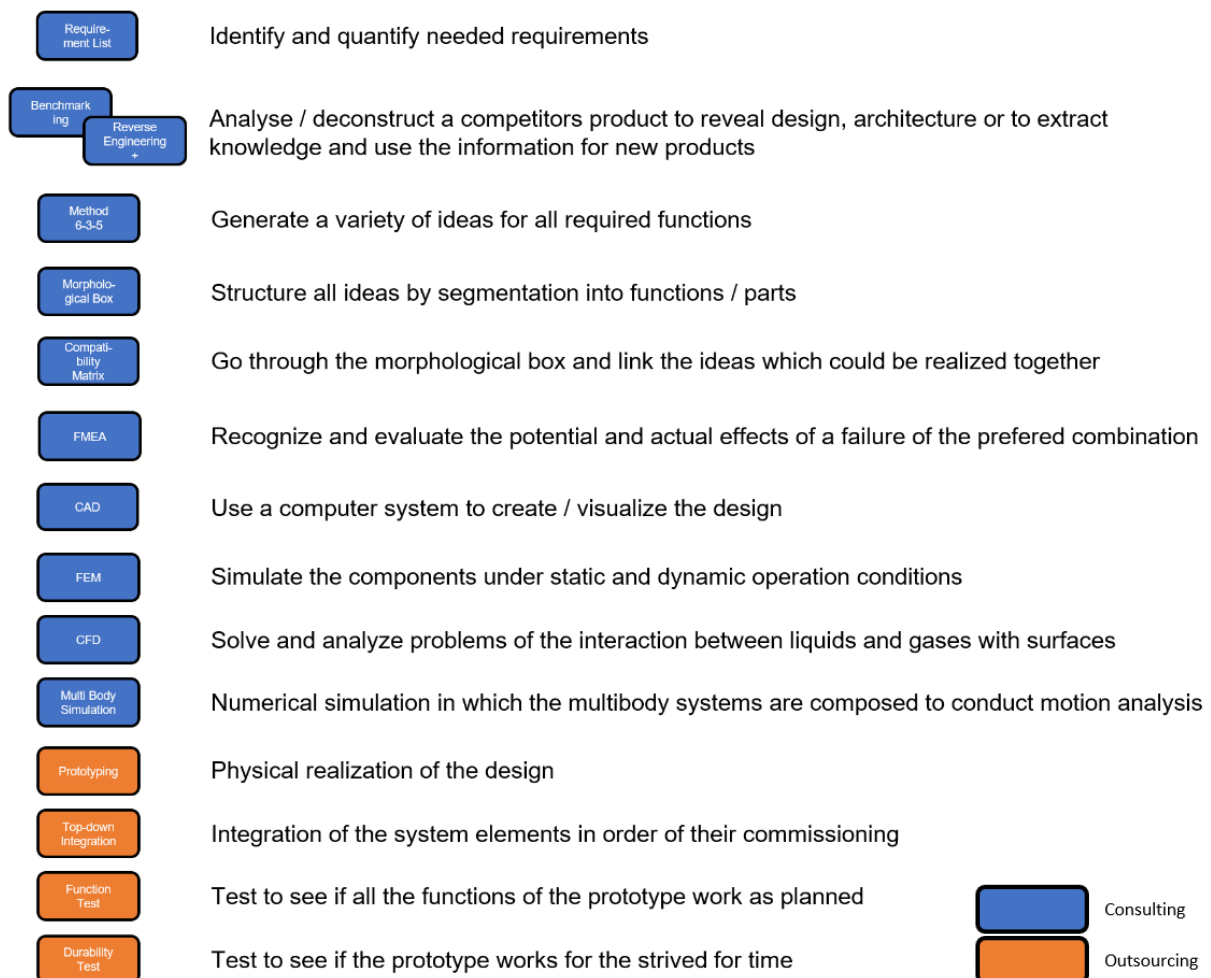 Require-
ment List
Identify and quantify needed requirements
Benchmark
ing
Reverse
Engineering
+
Analyse / deconstruct a competitors product to reveal design, architecture or to extract
knowledge and use the information for new products
Method
6-3-5
Generate a variety of ideas for all required functions
Morpholo-
gical Box
Structure all ideas by segmentation into functions / parts
Compati-
bility
Matrix
Go through the morphological box and link the ideas which could be realized together
FMEA
Recognize and evaluate the potential and actual effects of a failure of the prefered combination
CAD
Use a computer system to create / visualize the design
FEM
Simulate the components under static and dynamic operation conditions
CFD
Solve and analyze problems of the interaction between liquids and gases with surfaces
Multi Body
Simulation
Numerical simulation in which the multibody systems are composed to conduct motion analysis
Prototyping
Physical realization of the design
Top-down
Integration
Integration of the system elements in order of their commissioning
Function
Test
Test to see if all the functions of the prototype work as planned
Durability
Test
Test to see if the prototype works for the strived for time
Consulting
Outsourcing